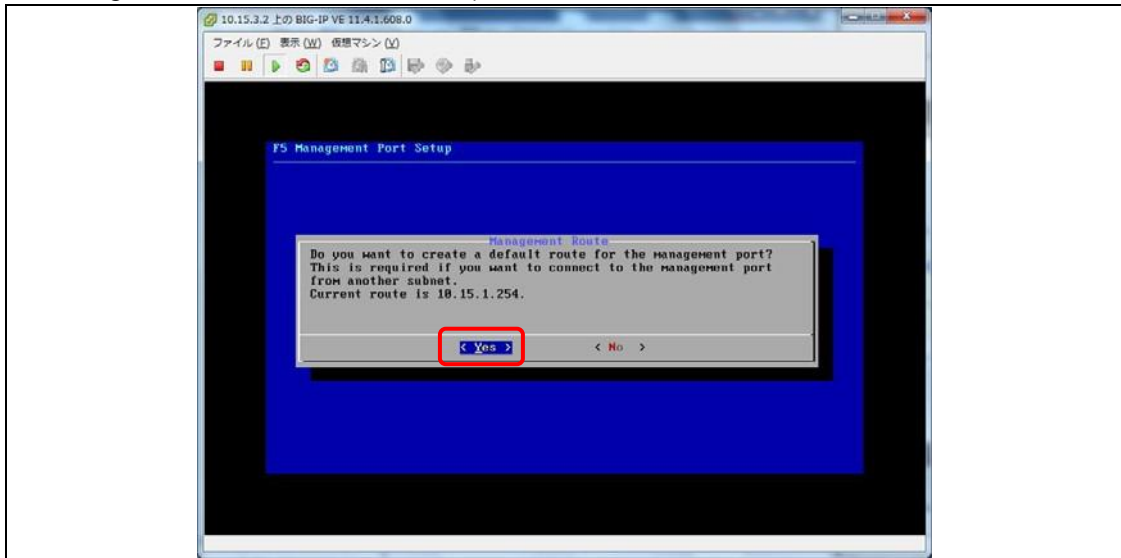 10.15.3.2 上の BIG-IP VE 11.4.1.608.0
ファイル(F) 表示(W) 仮想マシン(V)
F5 Management Port Setup
Management Route
Do you want to create a default route for the management port?
This is required if you want to connect to the management port
from another subnet.
Current route is 10.15.1.254.
< Yes > < No >